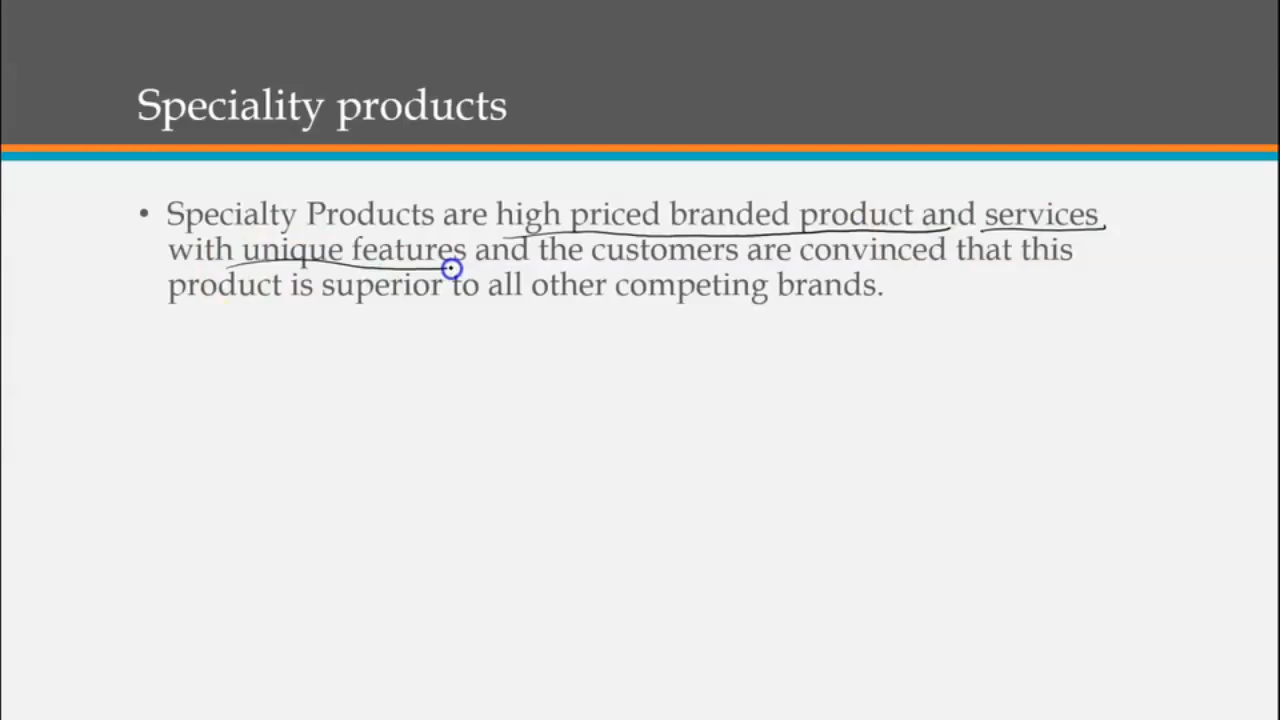 Speciality products
• Specialty Products are high priced branded product and services
with unique features and the customers are convinced that this
product is superior to all other competing brands.